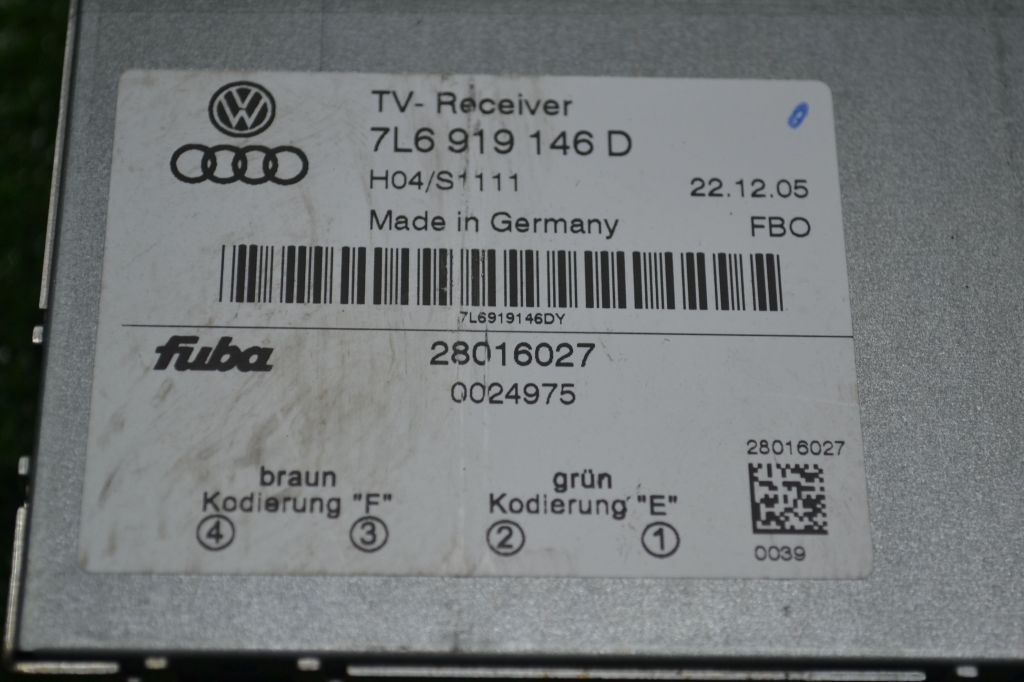 TV- Receiver
7L6 919 146 D
H04/S1111 22.12.05
Made in Germany FBO
7L6919146DY
fuba 28016027
0024975
28016027
braun grün
Kodierung "F" Kodierung "E"
4 3 2 1
0039